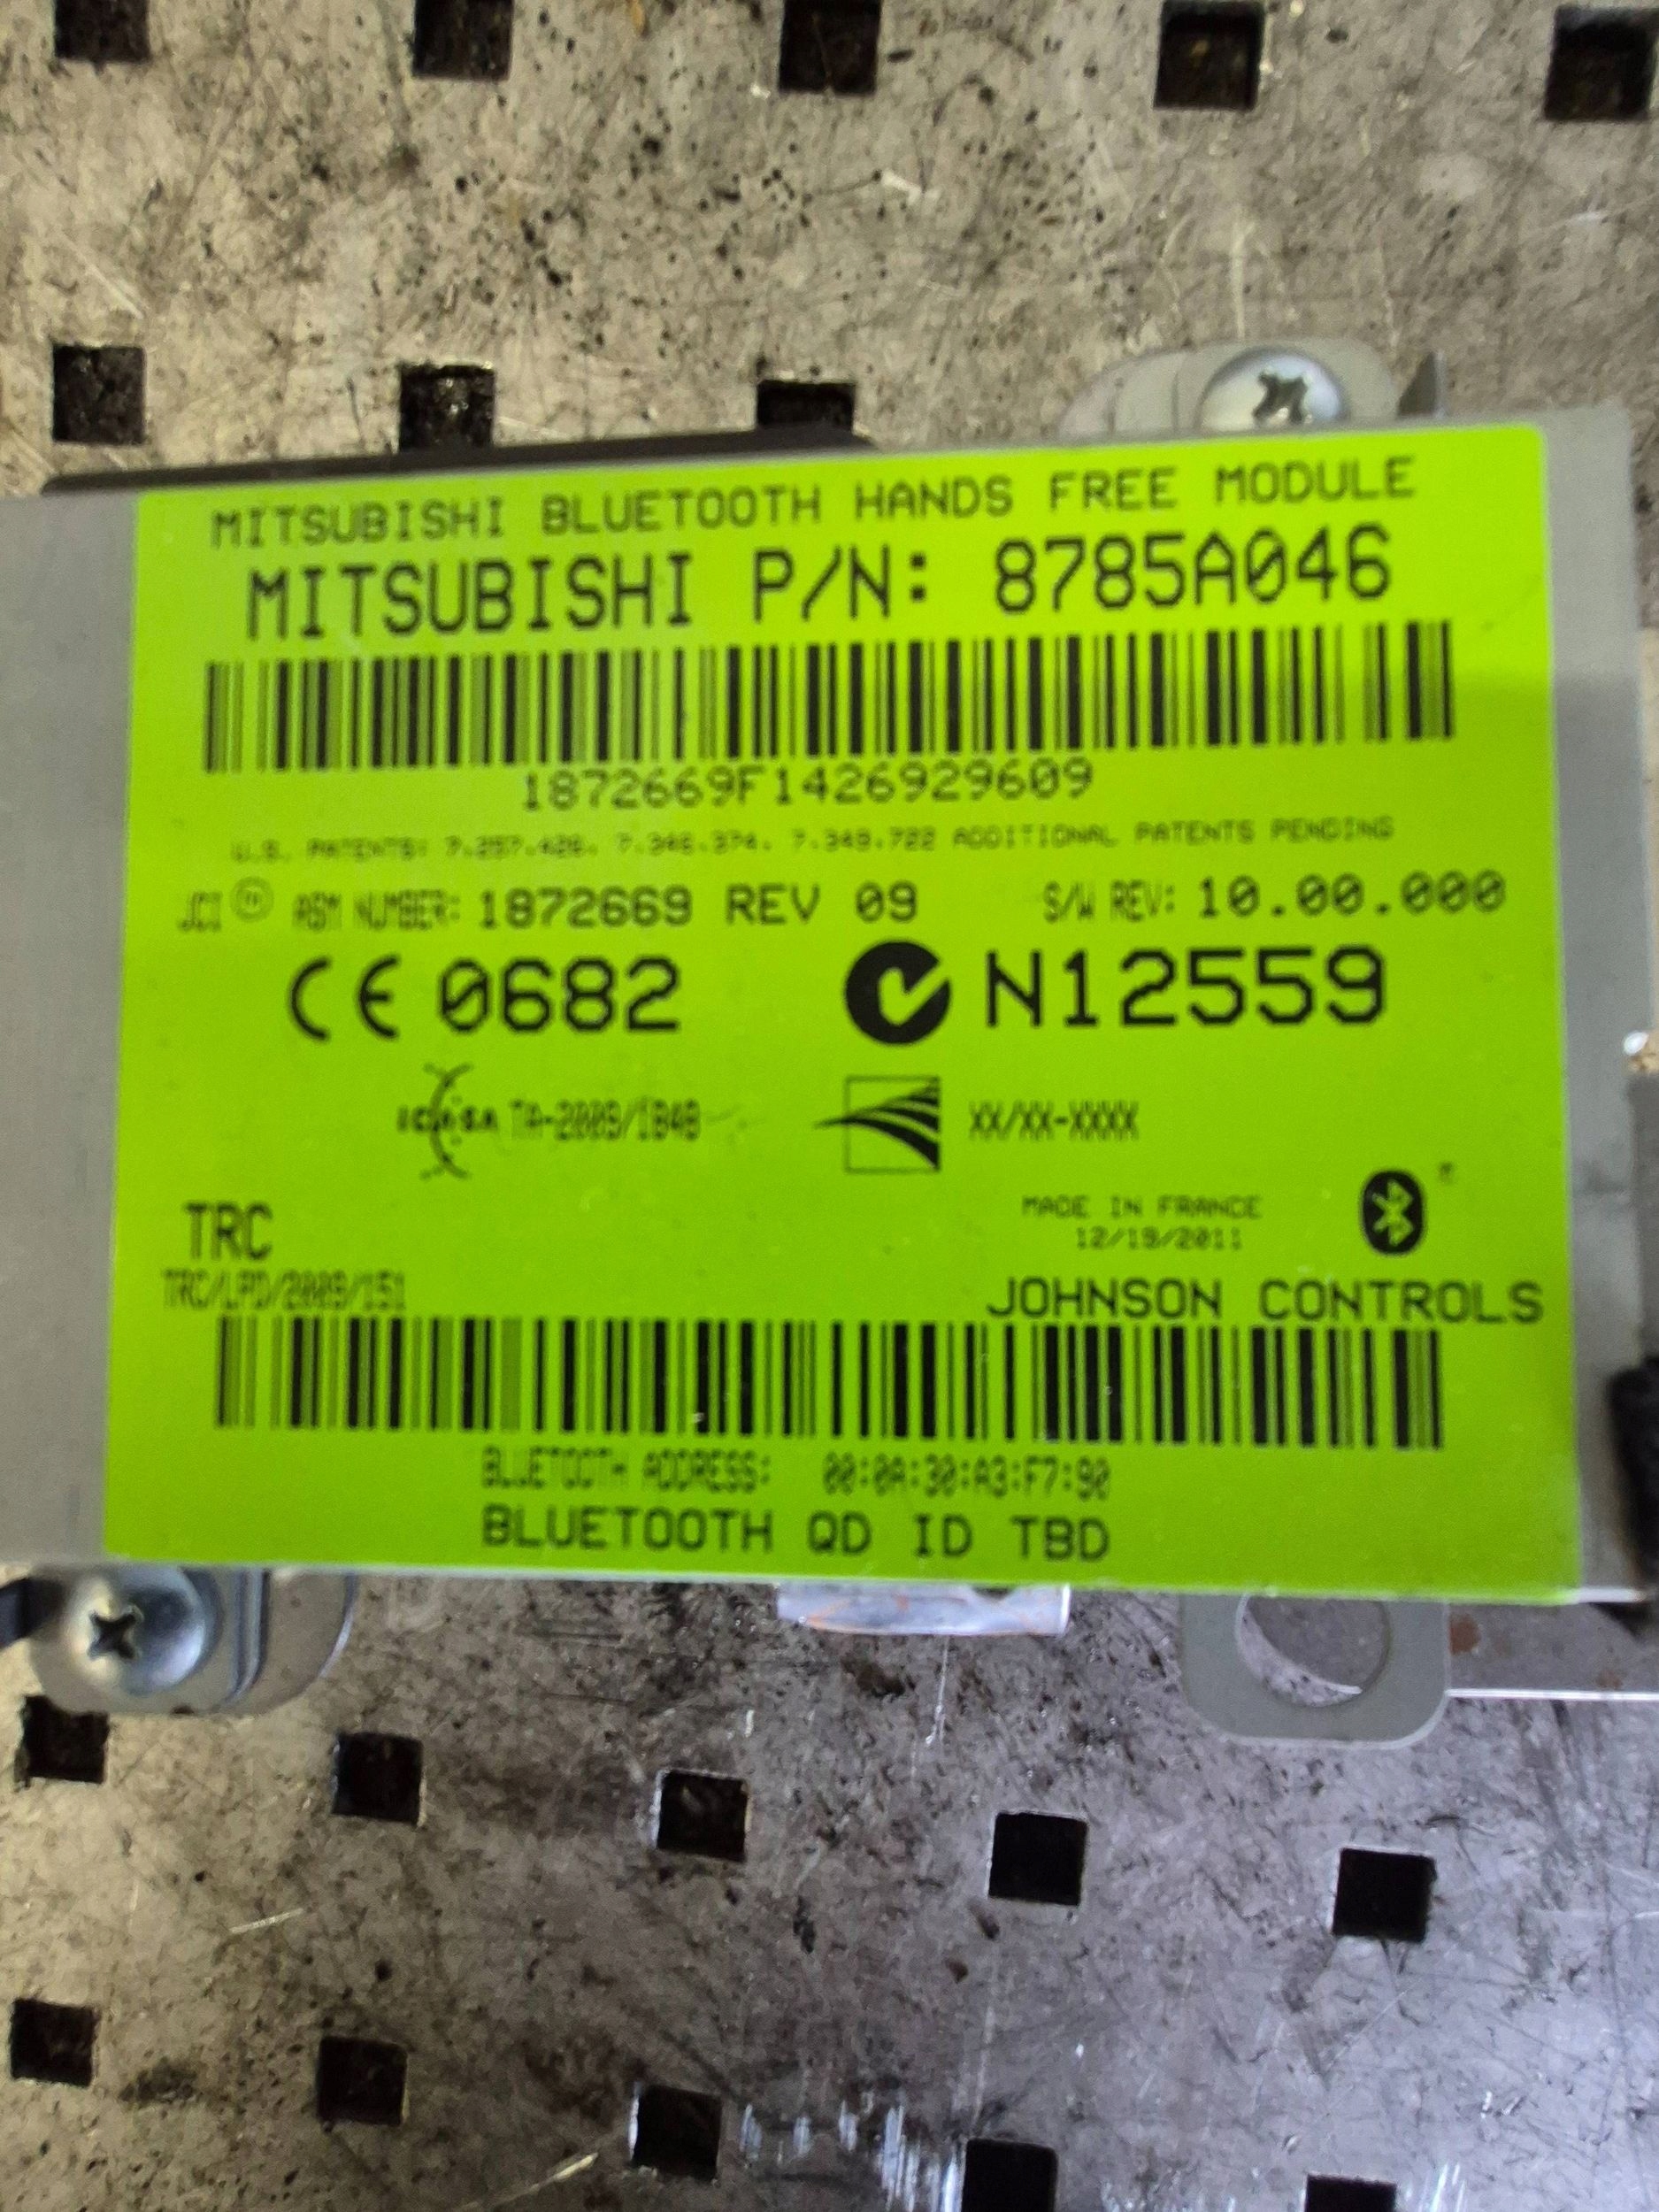 MITSUBISHI BLUETOOTH HANDS FREE MODULE
MITSUBISHI P/N: 8785A046
1872669F1426929609
U.S. PATENTS: 7.257.426. 7.346.374. 7.349.722 ADDITIONAL PATENTS PENDING
JCI ASM NUMBER: 1872669 REV 09 S/W REV: 10.00.000
CE 0682 N12559
ICASA TA-2009/1848 XX/XX-XXXX
TRC MADE IN FRANCE
12/19/2011
TRC/LPD/2009/151 JOHNSON CONTROLS
BLUETOOTH ADDRESS: 00:0A:30:A3:F7:90
BLUETOOTH QD ID TBD